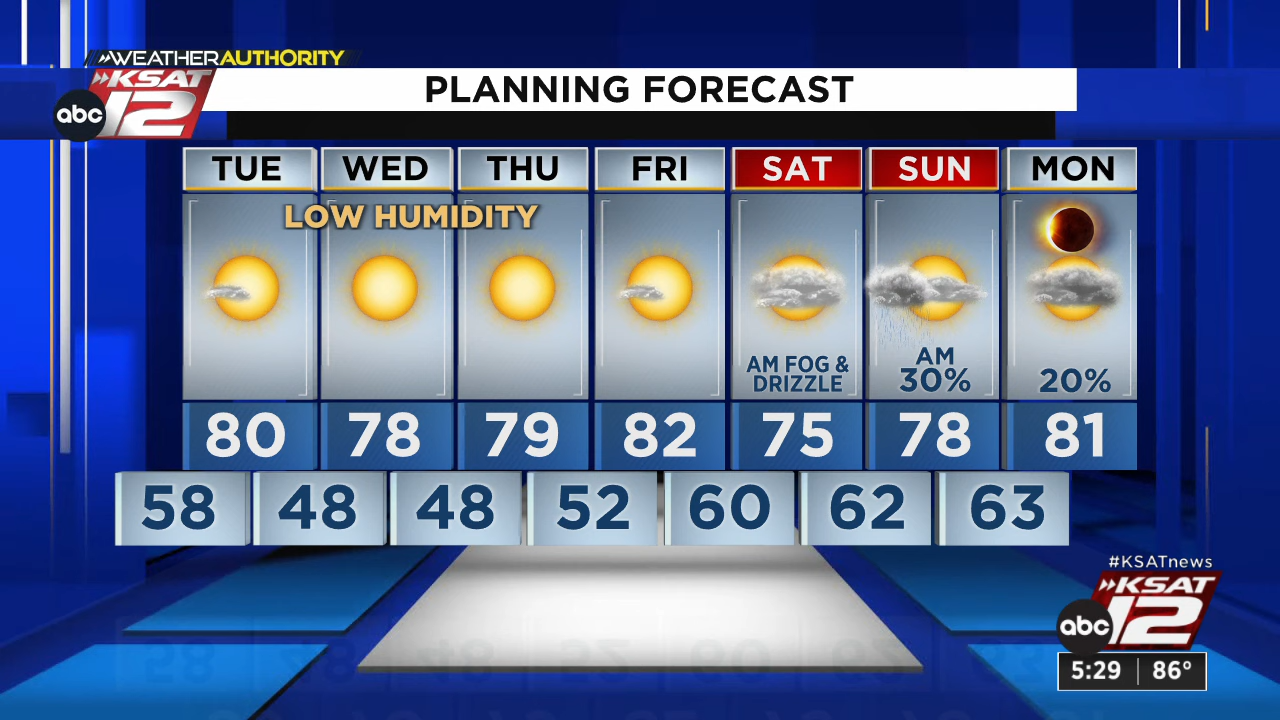 WEATHERAUTHORITY
KSAT
abc 12
PLANNING FORECAST
TUE WED THU FRI SAT SUN MON
LOW HUMIDITY
AM FOG &
DRIZZLE
AM
30%
20%
80 78 79 82 75 78 81
58 48 48 52 60 62 63
#KSATnews
KSAT
abc 12
5:29 86°